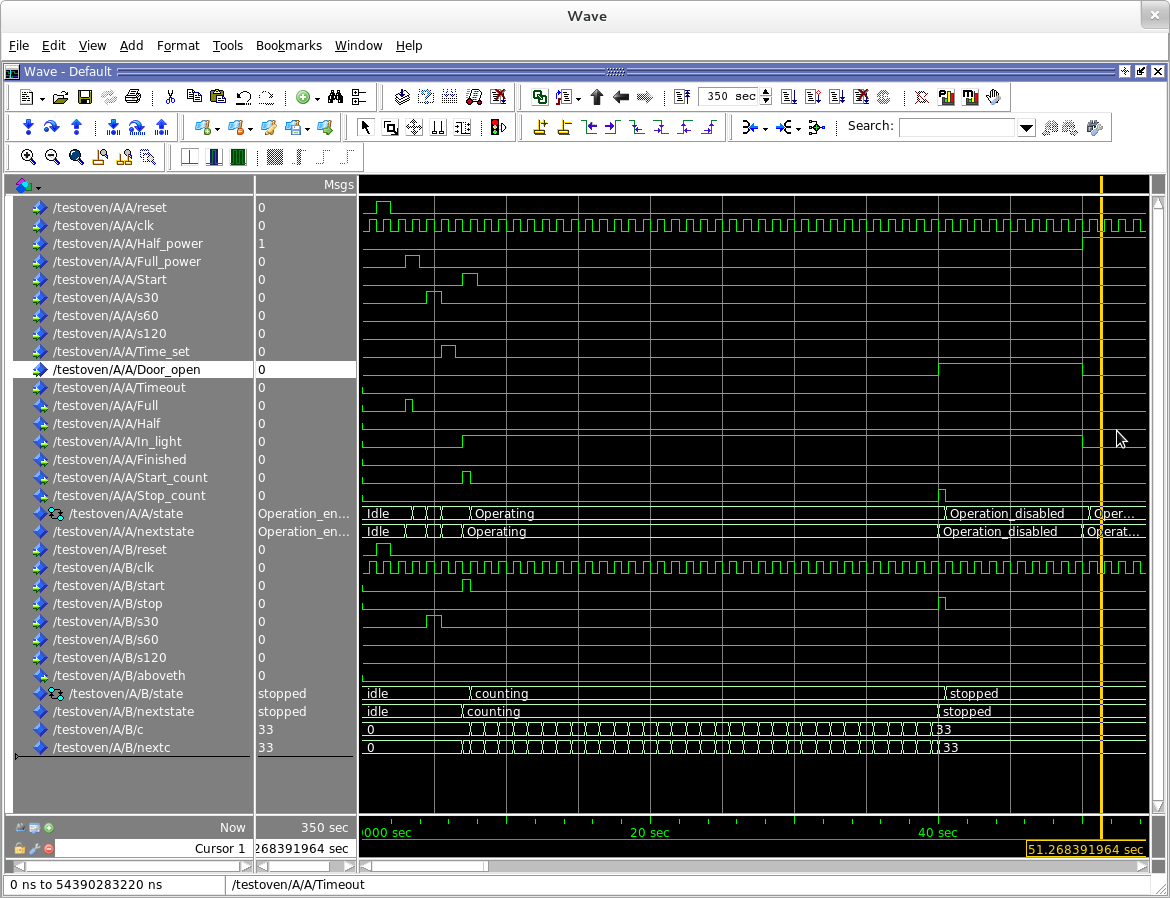 Wave
File Edit View Add Format Tools Bookmarks Window Help
Wave - Default
350 sec
Search:
Msgs
/testoven/A/A/reset 0
/testoven/A/A/clk 0
/testoven/A/A/Half_power 1
/testoven/A/A/Full_power 0
/testoven/A/A/Start 0
/testoven/A/A/s30 0
/testoven/A/A/s60 0
/testoven/A/A/s120 0
/testoven/A/A/Time_set 0
/testoven/A/A/Door_open 0
/testoven/A/A/Timeout 0
/testoven/A/A/Full 0
/testoven/A/A/Half 0
/testoven/A/A/In_light 0
/testoven/A/A/Finished 0
/testoven/A/A/Start_count 0
/testoven/A/A/Stop_count 0
/testoven/A/A/state Operation_en... Idle Operating Operation_disabled Oper...
/testoven/A/A/nextstate Operation_en... Idle Operating Operation_disabled Operat...
/testoven/A/B/reset 0
/testoven/A/B/clk 0
/testoven/A/B/start 0
/testoven/A/B/stop 0
/testoven/A/B/s30 0
/testoven/A/B/s60 0
/testoven/A/B/s120 0
/testoven/A/B/aboveth 0
/testoven/A/B/state stopped idle counting stopped
/testoven/A/B/nextstate stopped idle counting stopped
/testoven/A/B/c 33 0 33
/testoven/A/B/nextc 33 0 33
Now 350 sec 000 sec 20 sec 40 sec
Cursor 1 268391964 sec 51.268391964 sec
0 ns to 54390283220 ns /testoven/A/A/Timeout